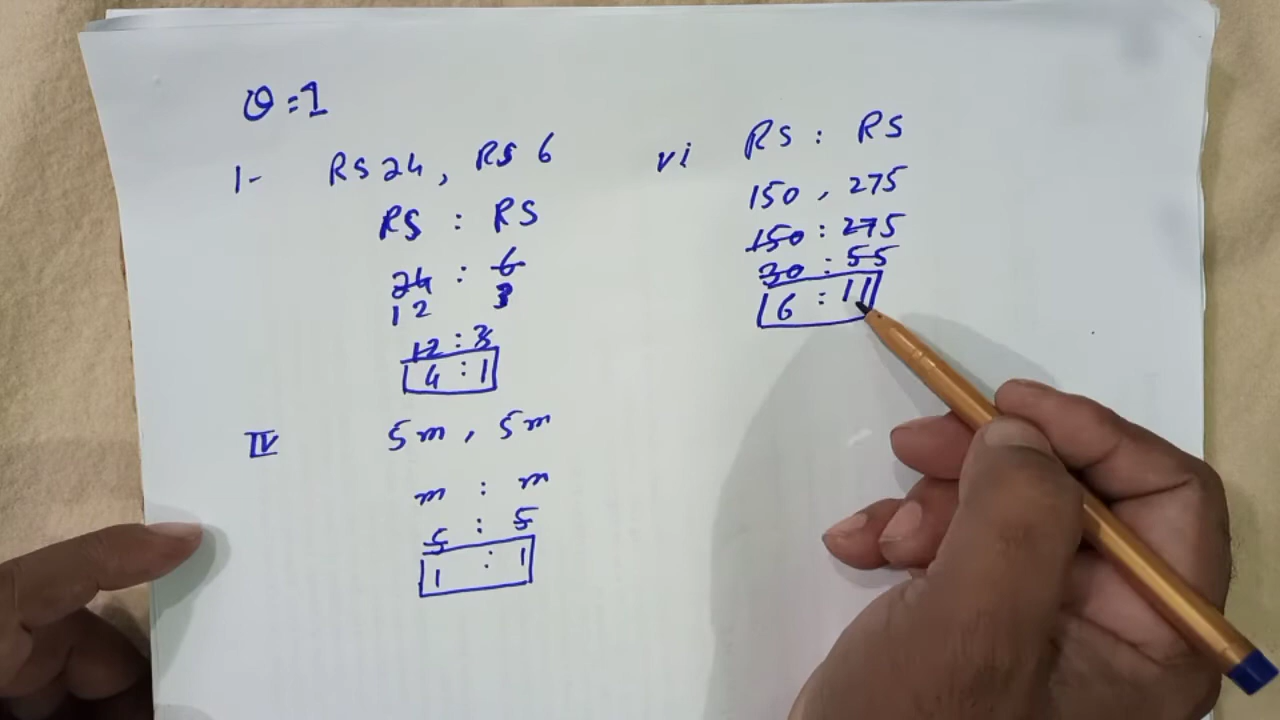 Q=1
1- RS 24, RS 6
RS : RS
24 : 6
12 3
12 : 3
4 : 1
IV 5m, 5m
m : m
5 : 5
1 : 1
vi RS : RS
150, 275
150 : 275
30 : 55
6 : 11